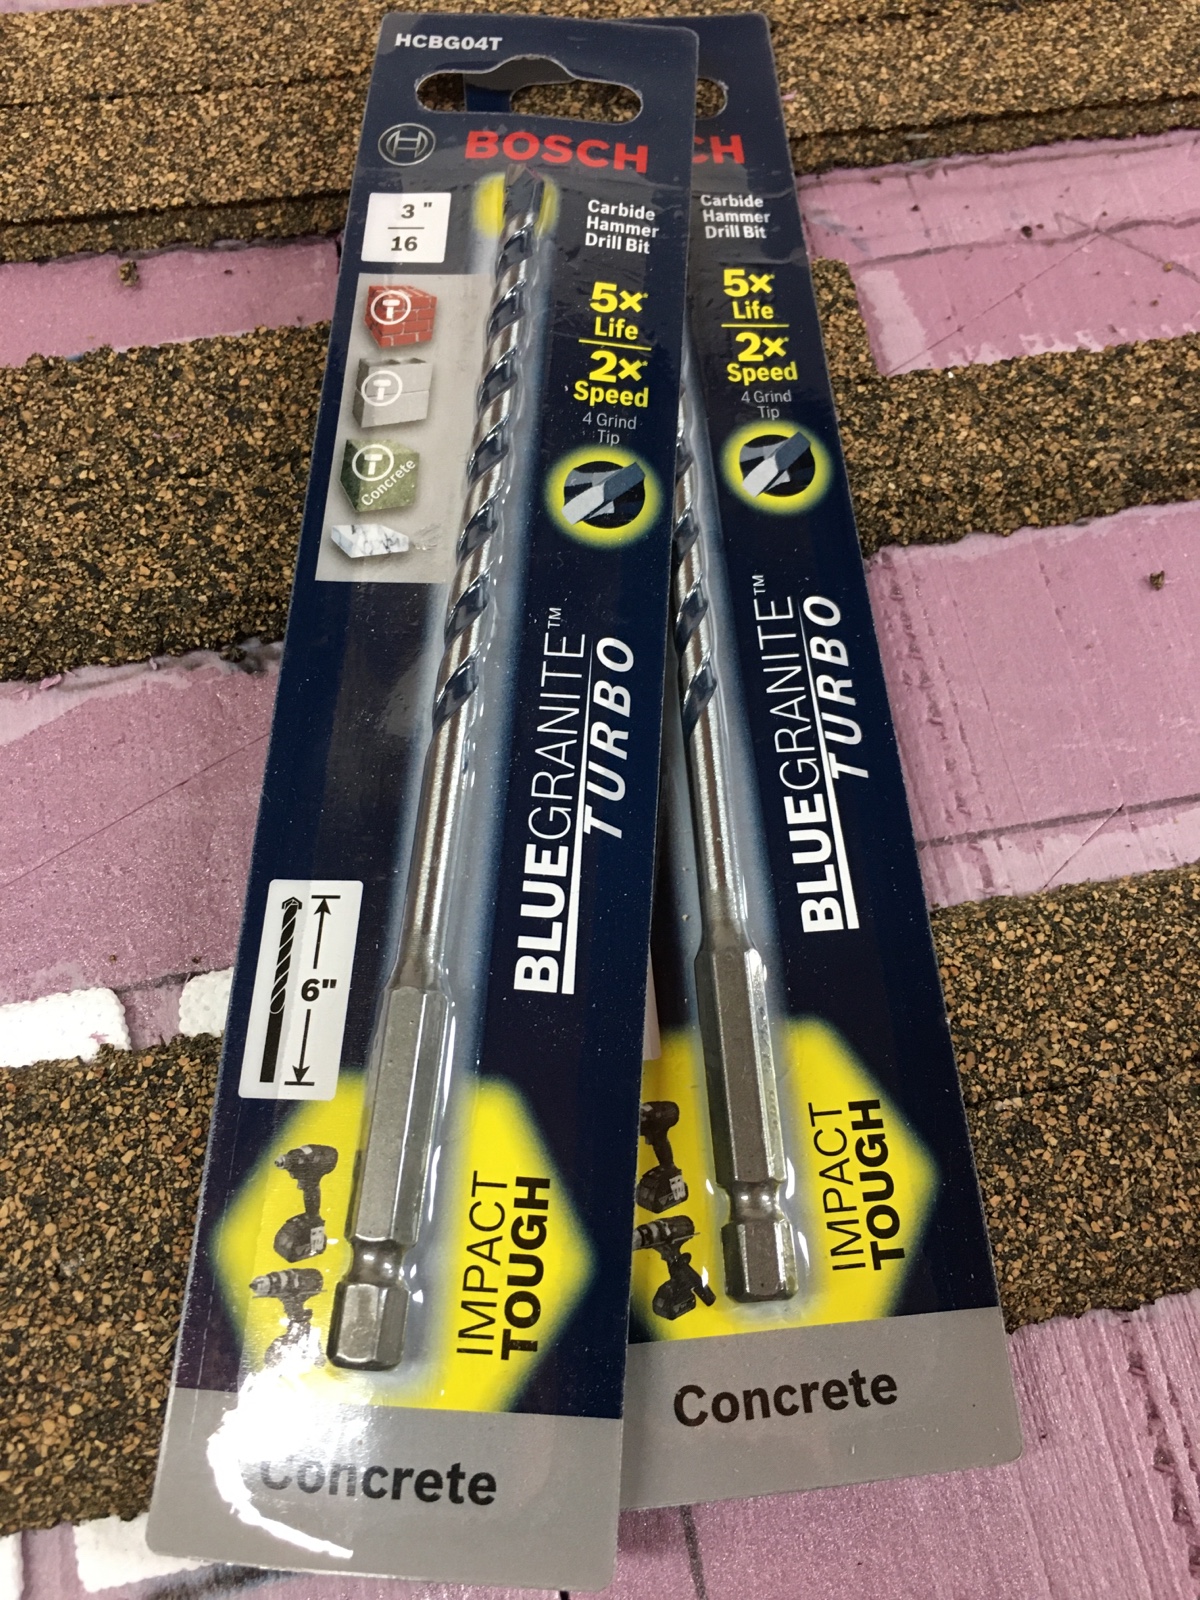 HCBG04T
BOSCH
3"
16
Carbide
Hammer
Drill Bit
5x
Life
2x
Speed
4 Grind
Tip
Concrete
BLUEGRANITE™
TURBO
6"
IMPACT
TOUGH
Concrete
CH
Carbide
Hammer
Drill Bit
5x
Life
2x
Speed
4 Grind
Tip
BLUEGRANITE™
TURBO
IMPACT
TOUGH
Concrete